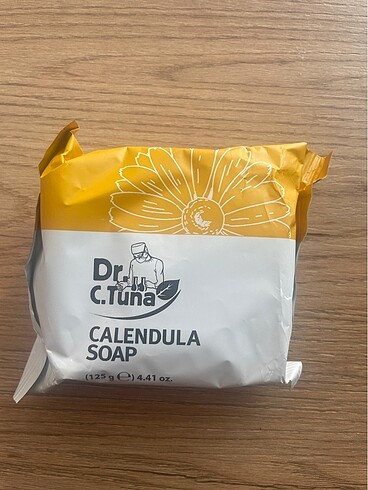 Dr.
C.Tuna
CALENDULA
SOAP
(125 g ℮) 4.41 oz.